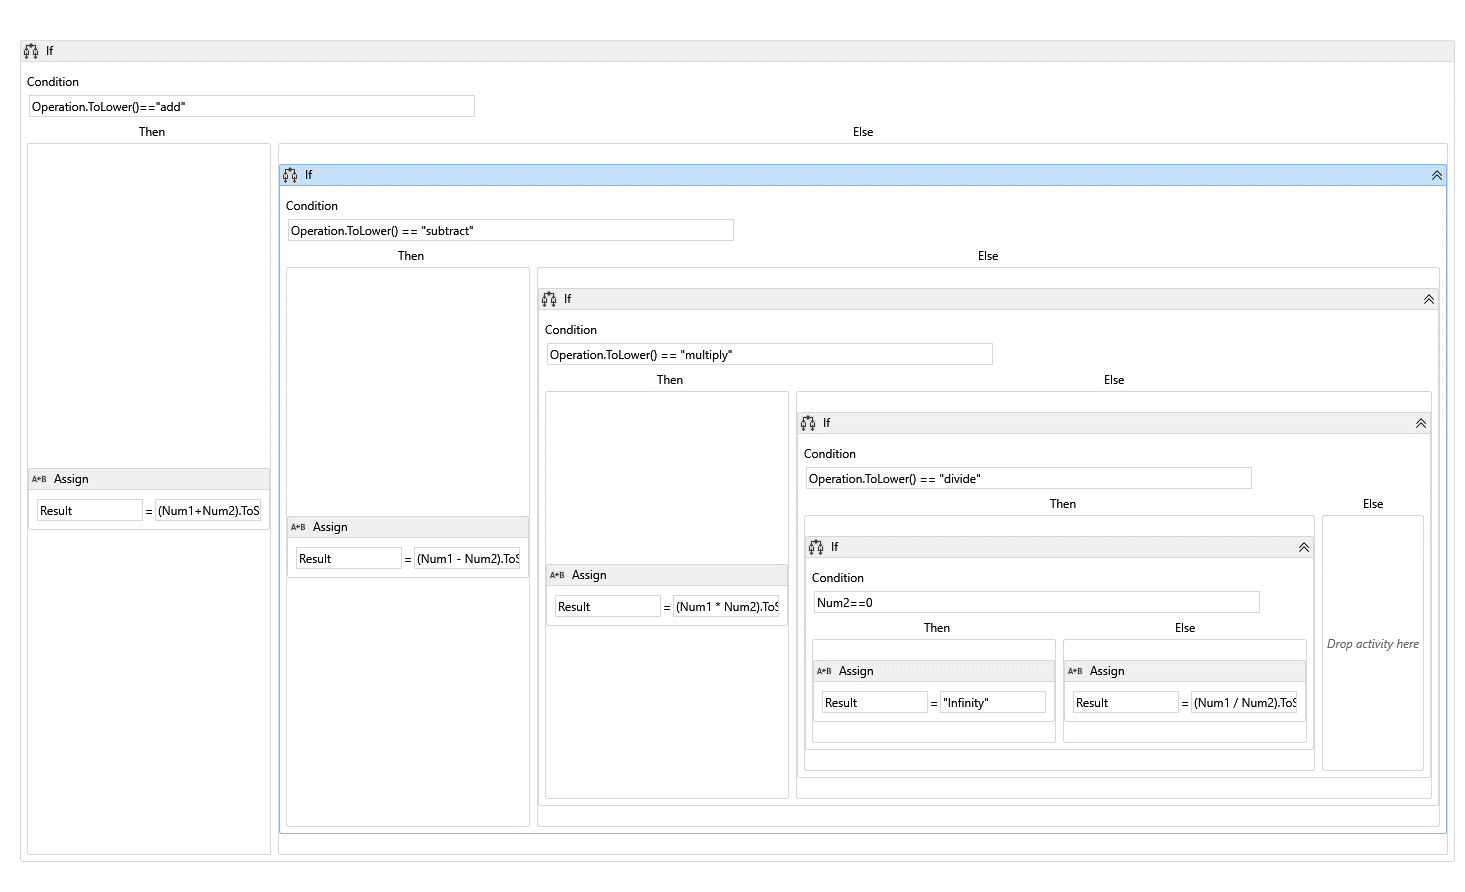 If
Condition
Operation.ToLower()=="add"
Then
Else
If
Condition
Operation.ToLower() == "subtract"
Then
Else
If
Condition
Operation.ToLower() == "multiply"
Then
Else
If
Condition
Operation.ToLower() == "divide"
Then
Else
A+B Assign
Result = (Num1+Num2).ToS
A+B Assign
Result = (Num1 - Num2).ToS
A+B Assign
Result = (Num1 * Num2).ToS
If
Condition
Num2==0
Then
Else
A+B Assign
Result = "Infinity"
A+B Assign
Result = (Num1 / Num2).ToS
Drop activity here